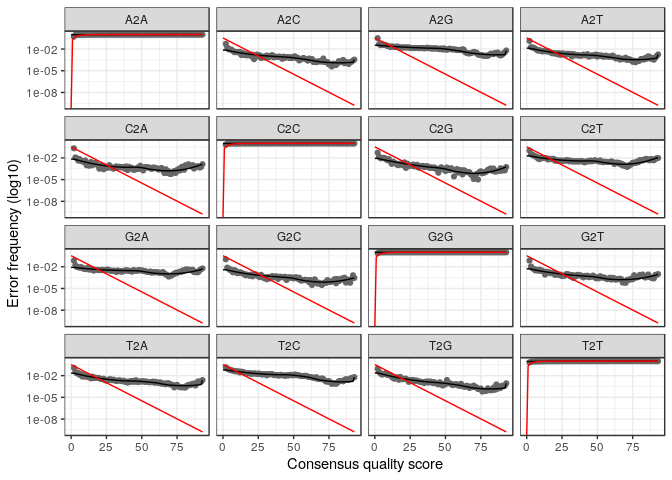 A2A A2C A2G A2T
1e-02
1e-05
1e-08
C2A C2C C2G C2T
1e-02
1e-05
1e-08
G2A G2C G2G G2T
1e-02
1e-05
1e-08
T2A T2C T2G T2T
1e-02
1e-05
1e-08
0 25 50 75 0 25 50 75 0 25 50 75 0 25 50 75
Consensus quality score
Error frequency (log10)